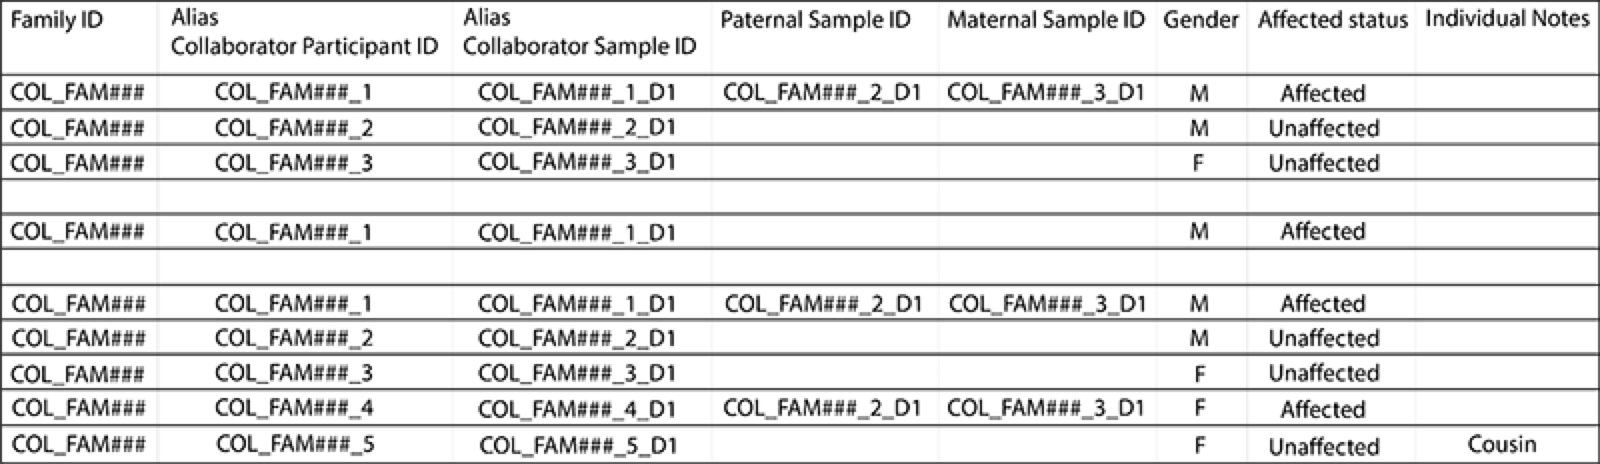 Family ID Alias Collaborator Participant ID Alias Collaborator Sample ID Paternal Sample ID Maternal Sample ID Gender Affected status Individual Notes
COL_FAM### COL_FAM###_1 COL_FAM###_1_D1 COL_FAM###_2_D1 COL_FAM###_3_D1 M Affected
COL_FAM### COL_FAM###_2 COL_FAM###_2_D1 M Unaffected
COL_FAM### COL_FAM###_3 COL_FAM###_3_D1 F Unaffected
COL_FAM### COL_FAM###_1 COL_FAM###_1_D1 M Affected
COL_FAM### COL_FAM###_1 COL_FAM###_1_D1 COL_FAM###_2_D1 COL_FAM###_3_D1 M Affected
COL_FAM### COL_FAM###_2 COL_FAM###_2_D1 M Unaffected
COL_FAM### COL_FAM###_3 COL_FAM###_3_D1 F Unaffected
COL_FAM### COL_FAM###_4 COL_FAM###_4_D1 COL_FAM###_2_D1 COL_FAM###_3_D1 F Affected
COL_FAM### COL_FAM###_5 COL_FAM###_5_D1 F Unaffected Cousin